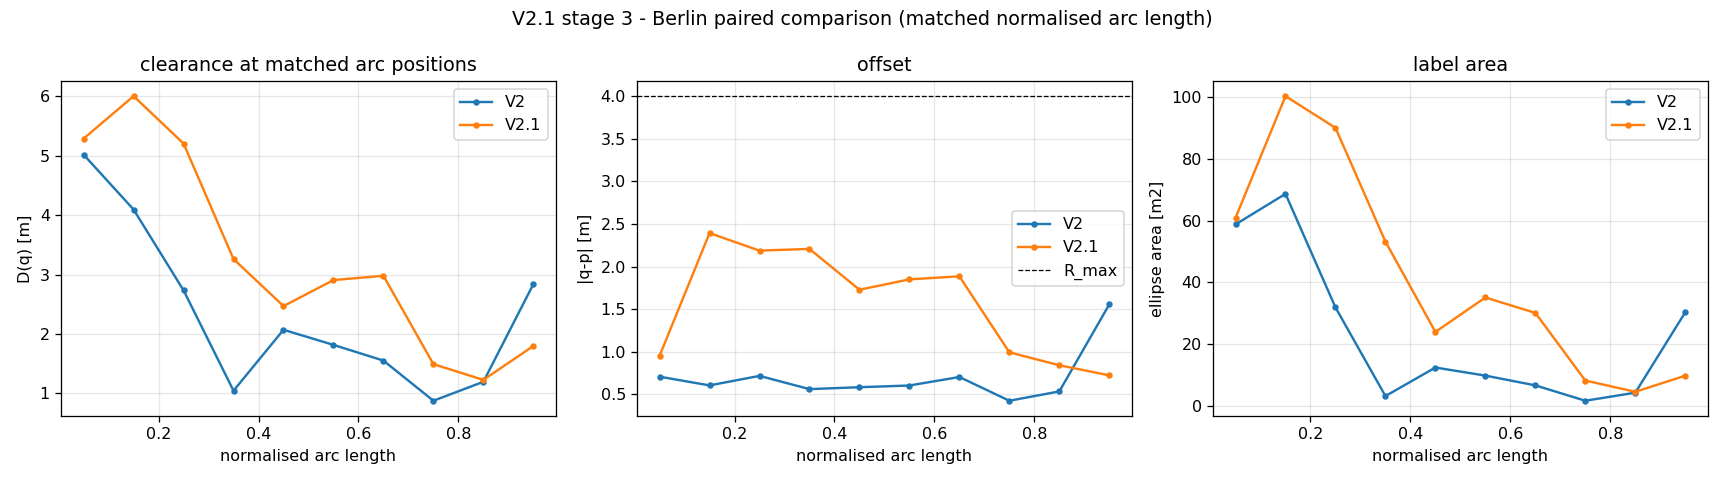 V2.1 stage 3 - Berlin paired comparison (matched normalised arc length)
clearance at matched arc positions
D(q) [m]
6
5
4
3
2
1
0.2
0.4
0.6
0.8
normalised arc length
V2
V2.1
offset
|q-p| [m]
4.0
3.5
3.0
2.5
2.0
1.5
1.0
0.5
0.2
0.4
0.6
0.8
normalised arc length
V2
V2.1
R_max
label area
ellipse area [m2]
100
80
60
40
20
0
0.2
0.4
0.6
0.8
normalised arc length
V2
V2.1